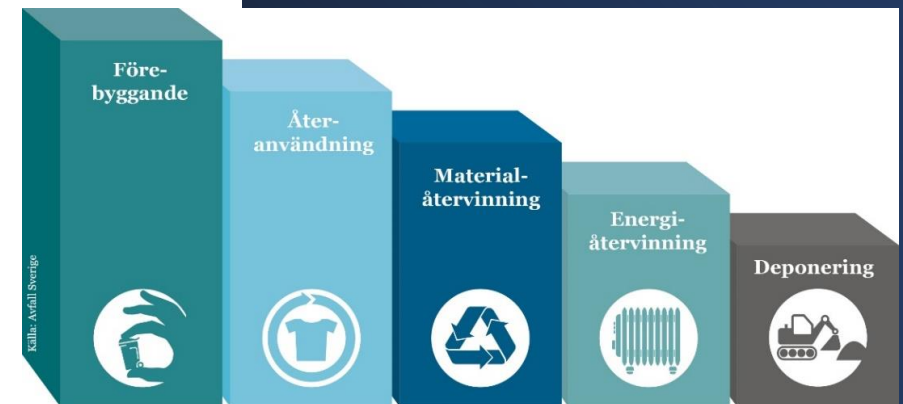 Före-
byggande
Åter-
användning
Material-
återvinning
Energi-
återvinning
Deponering
Källa: Avfall Sverige